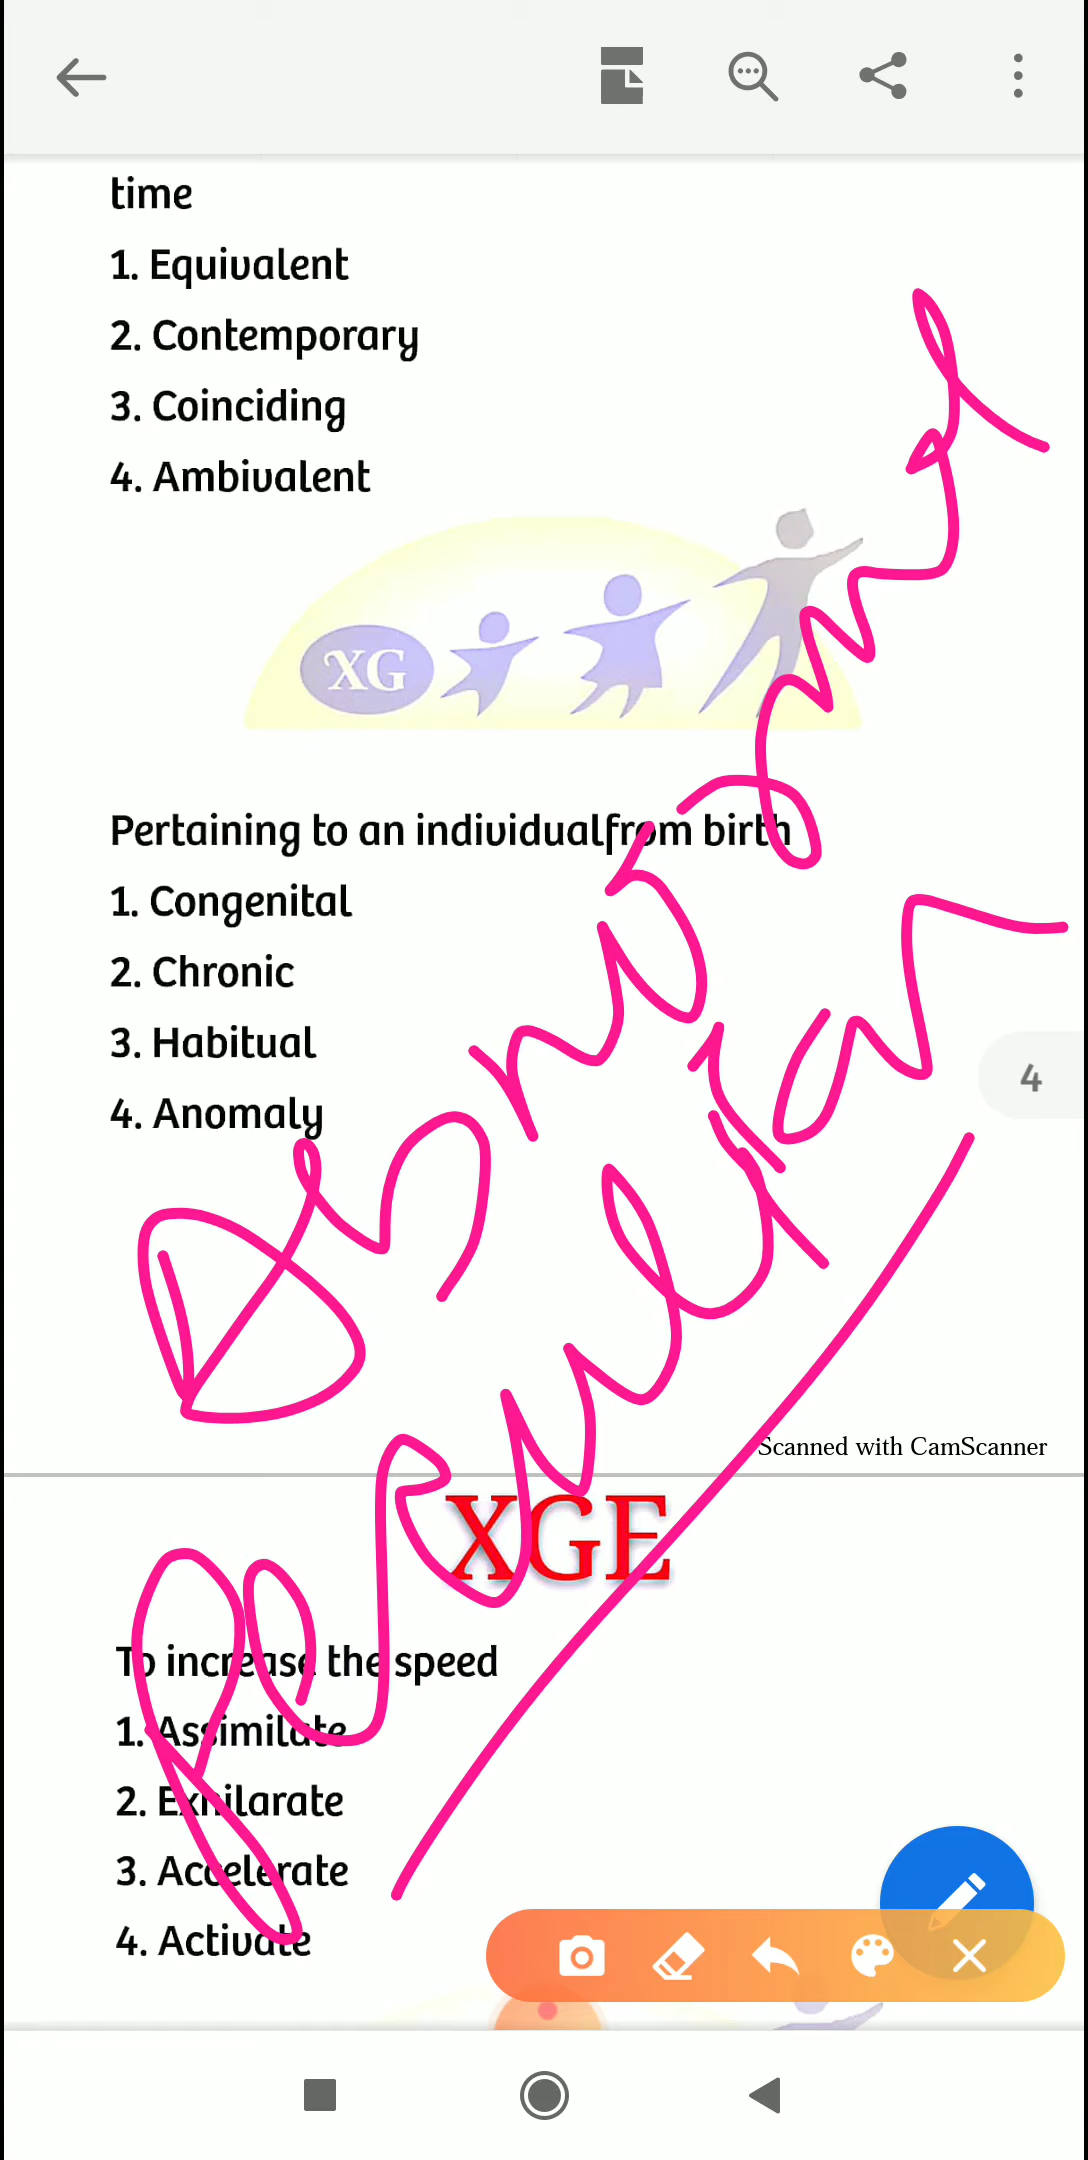 time
1. Equivalent
2. Contemporary
3. Coinciding
4. Ambivalent
XG
Pertaining to an individualfrom birth
1. Congenital
2. Chronic
3. Habitual
4. Anomaly
4
Scanned with CamScanner
XGE
To increase the speed
1. Assimilate
2. Exhilarate
3. Accelerate
4. Activate